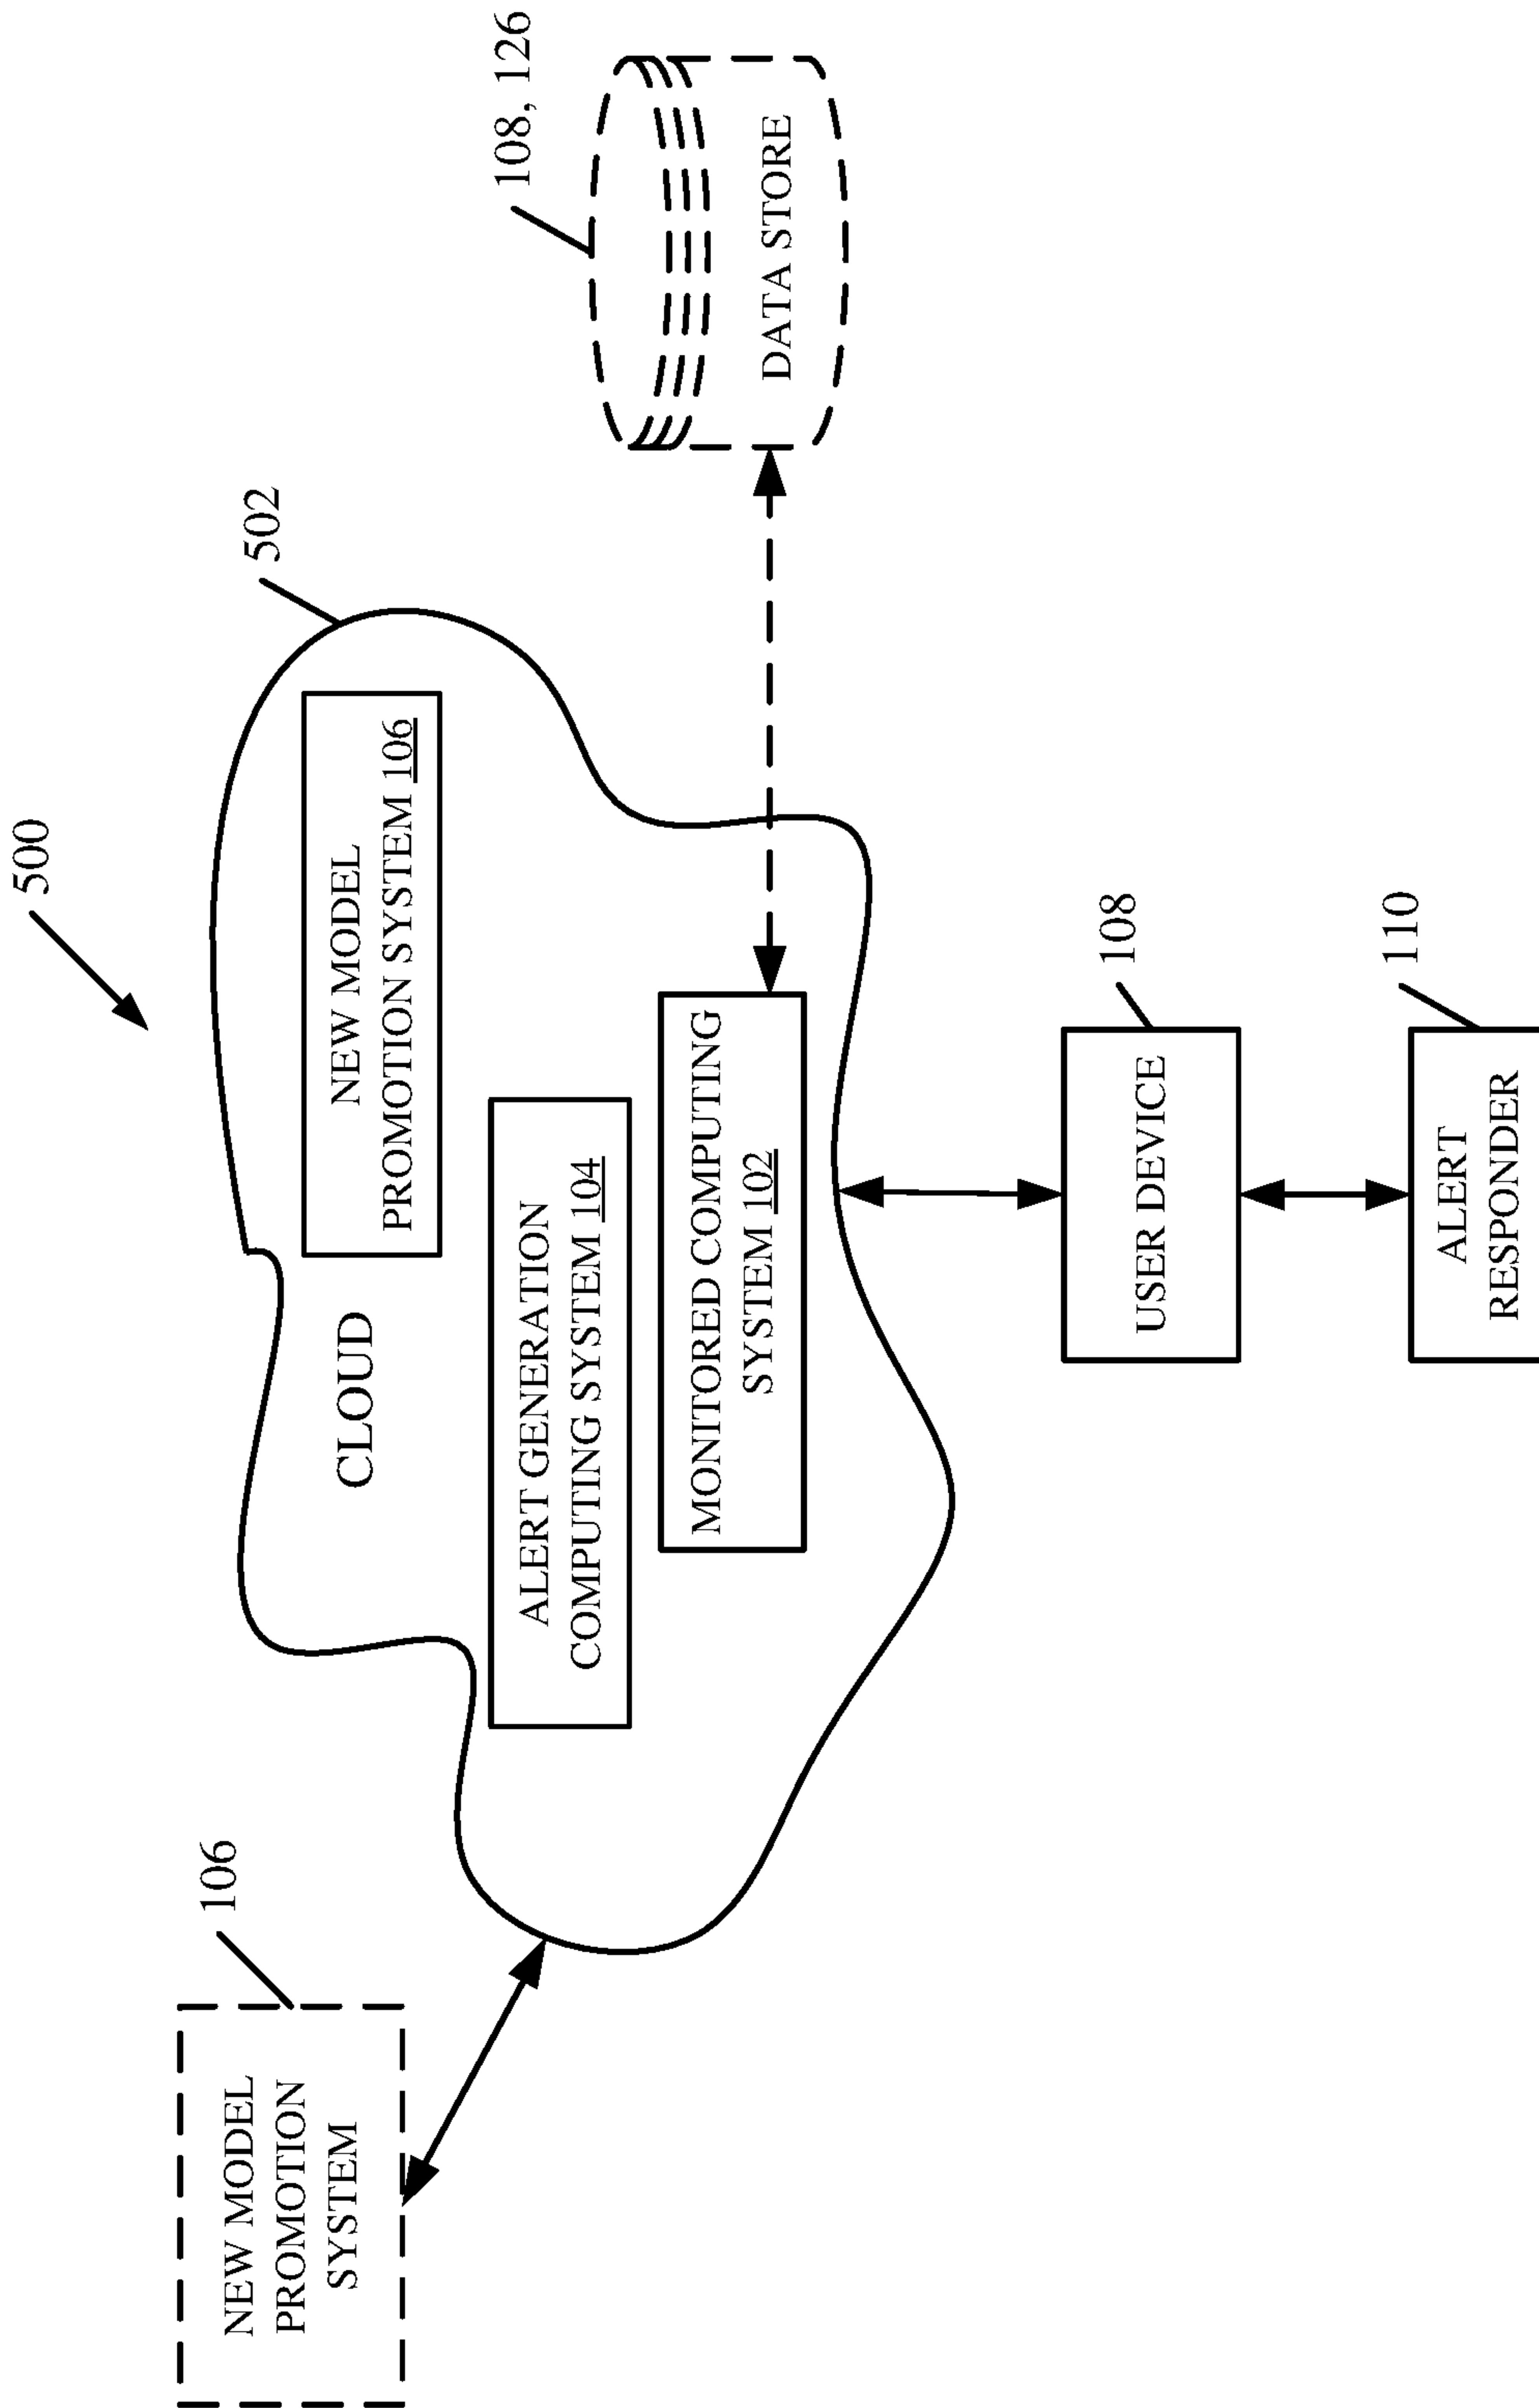 500
502
NEW MODEL
PROMOTION SYSTEM 106
CLOUD
ALERT GENERATION
COMPUTING SYSTEM 104
MONITORED COMPUTING
SYSTEM 102
106
NEW MODEL
PROMOTION
SYSTEM
108, 126
DATA STORE
108
USER DEVICE
110
ALERT
RESPONDER